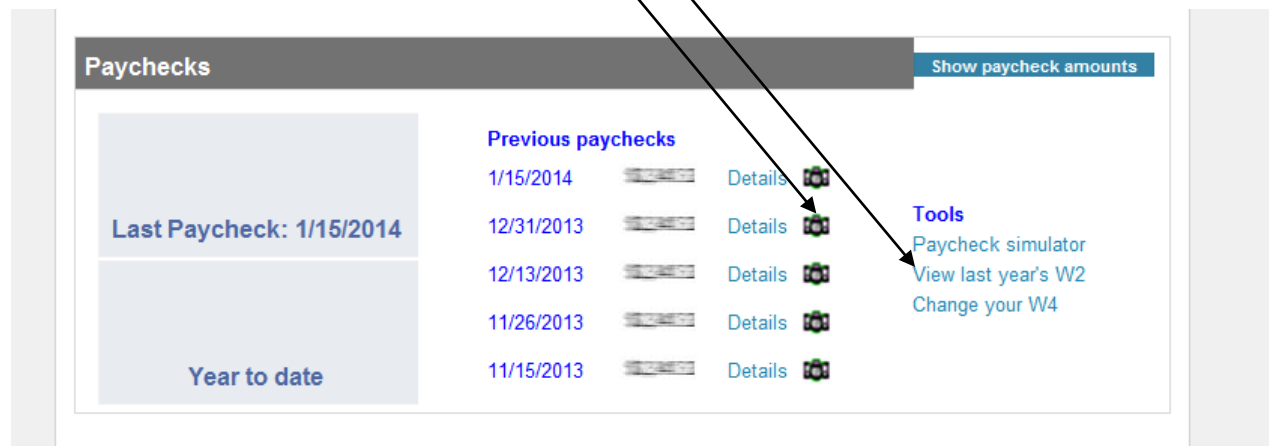 Paychecks
Show paycheck amounts
Last Paycheck: 1/15/2014
Year to date
Previous paychecks
1/15/2014 Details
12/31/2013 Details
12/13/2013 Details
11/26/2013 Details
11/15/2013 Details
Tools
Paycheck simulator
View last year's W2
Change your W4